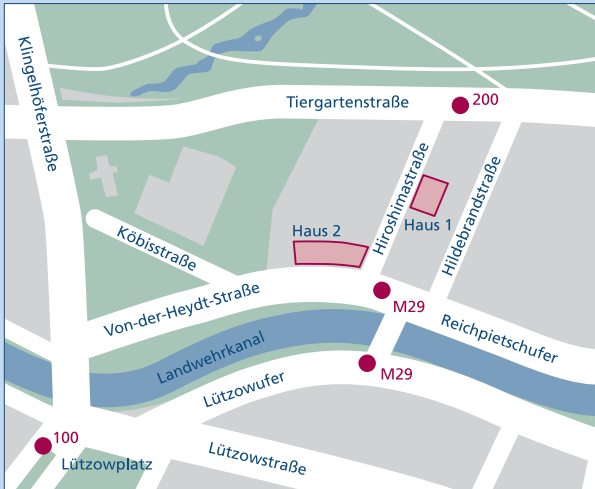 Klingelhöferstraße
Tiergartenstraße
200
Hiroshimastraße
Hildebrandstraße
Haus 1
Haus 2
Köbisstraße
Von-der-Heydt-Straße
M29
Reichpietschufer
Landwehrkanal
M29
Lützowufer
100
Lützowplatz
Lützowstraße